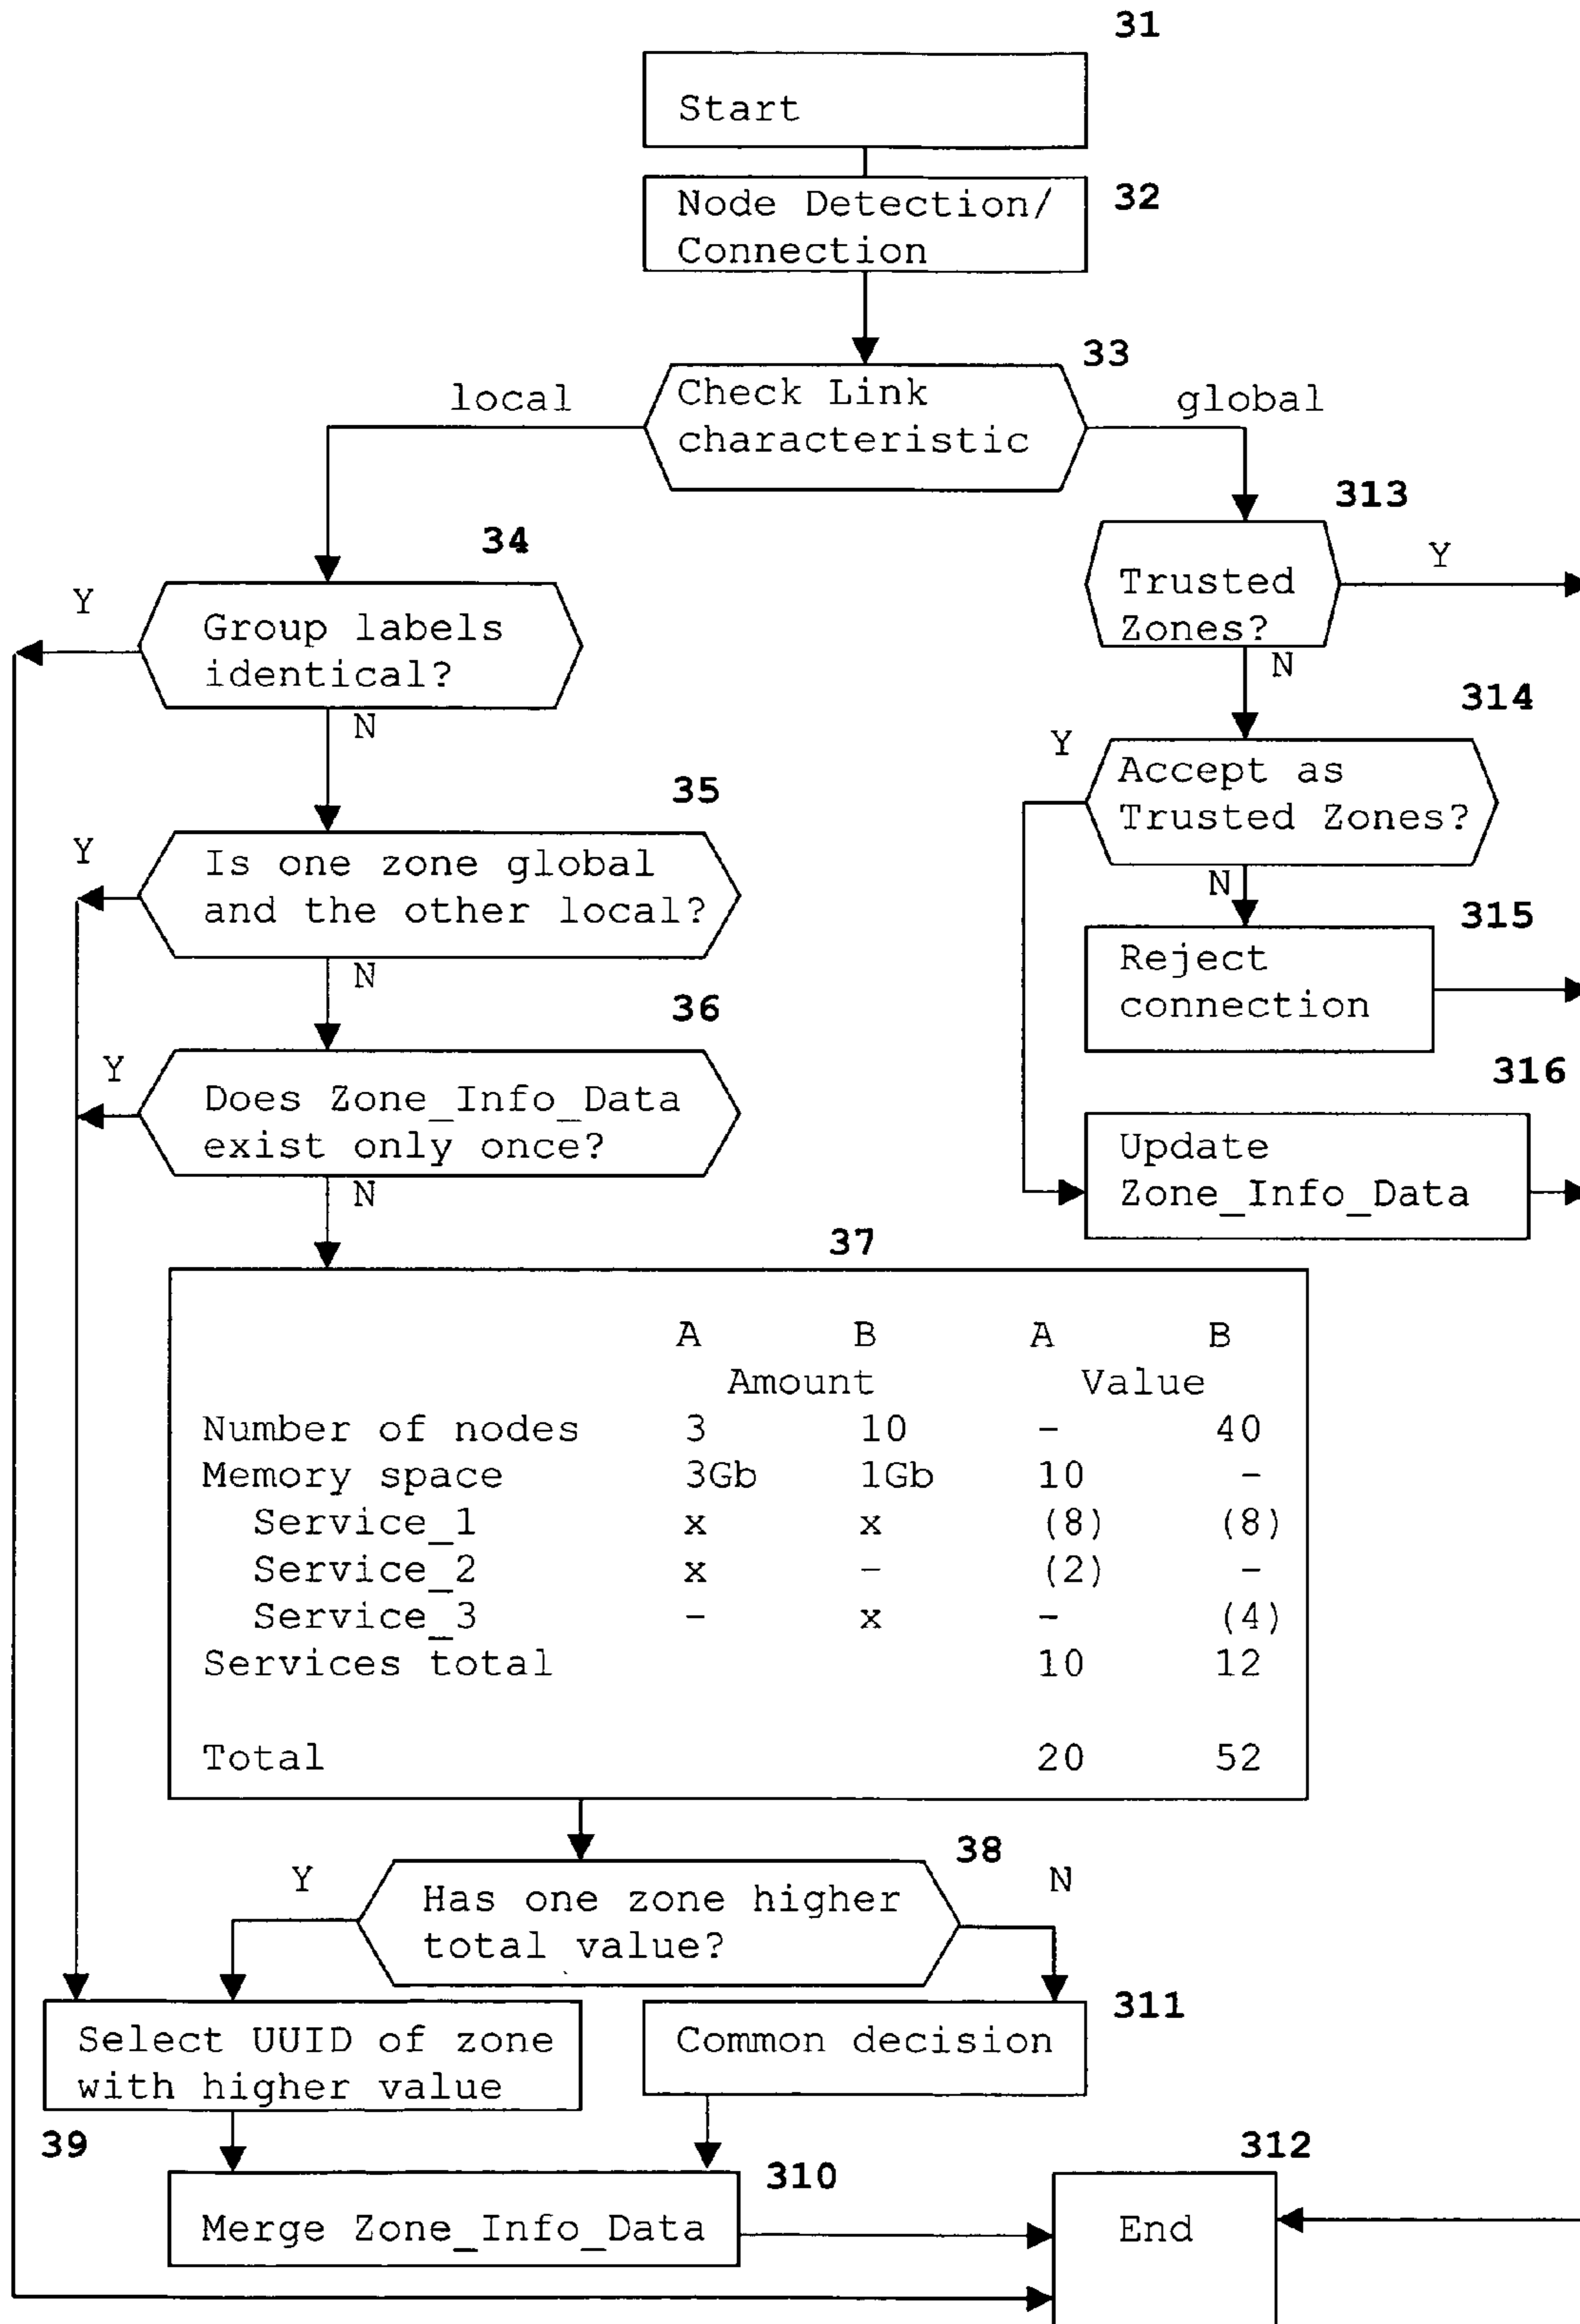 31
Start
Node Detection/
Connection
32
33
Check Link
characteristic
local
global
313
Trusted
Zones?
Y
N
34
Group labels
identical?
Y
N
314
Accept as
Trusted Zones?
Y
N
35
Is one zone global
and the other local?
Y
N
315
Reject
connection
36
Does Zone_Info_Data
exist only once?
Y
N
316
Update
Zone_Info_Data
37
A B A B
Amount Value
Number of nodes 3 10 - 40
Memory space 3Gb 1Gb 10 -
Service_1 x x (8) (8)
Service_2 x - (2) -
Service_3 - x - (4)
Services total 10 12
Total 20 52
38
Has one zone higher
total value?
Y
N
Select UUID of zone
with higher value
39
311
Common decision
310
Merge Zone_Info_Data
312
End